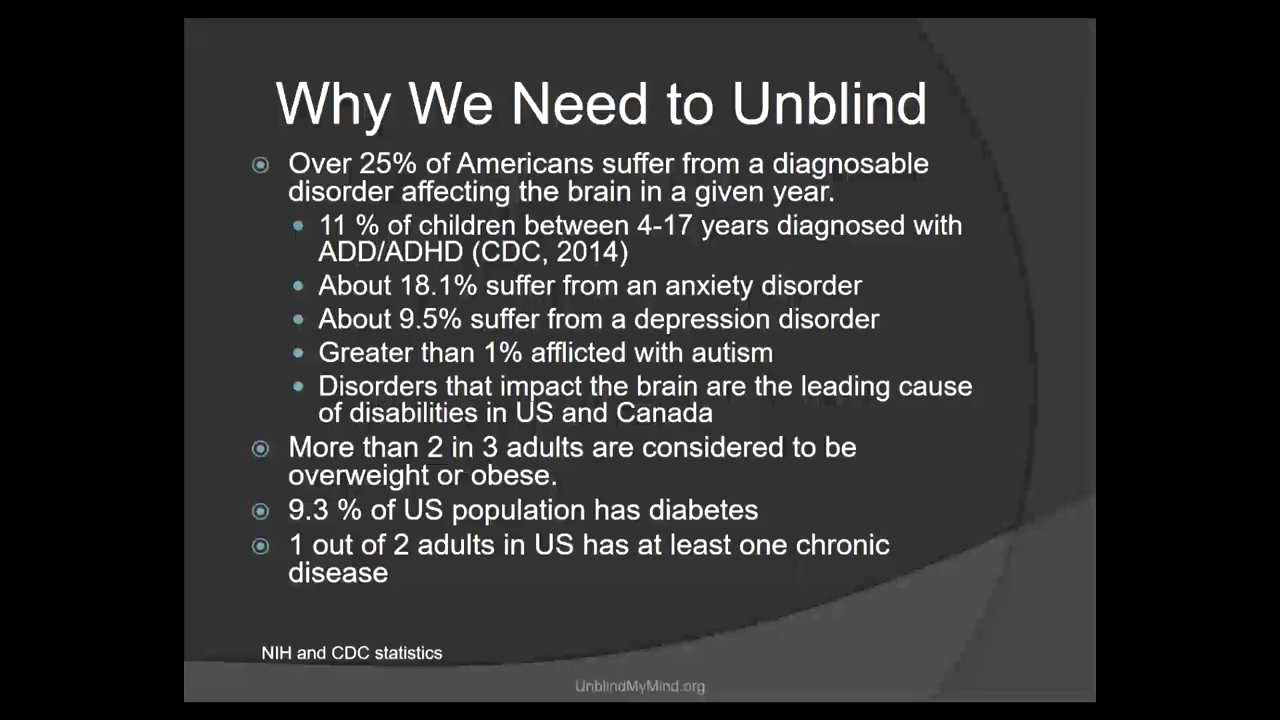 Why We Need to Unblind
Over 25% of Americans suffer from a diagnosable
disorder affecting the brain in a given year.
11 % of children between 4-17 years diagnosed with
ADD/ADHD (CDC, 2014)
About 18.1% suffer from an anxiety disorder
About 9.5% suffer from a depression disorder
Greater than 1% afflicted with autism
Disorders that impact the brain are the leading cause
of disabilities in US and Canada
More than 2 in 3 adults are considered to be
overweight or obese.
9.3 % of US population has diabetes
1 out of 2 adults in US has at least one chronic
disease
NIH and CDC statistics
UnblindMyMind.org